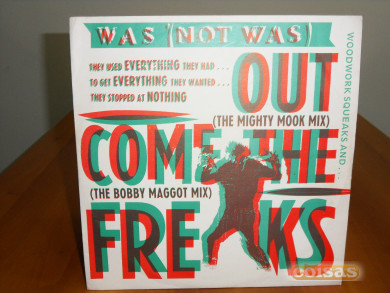 WAS (NOT WAS)
THEY USED EVERYTHING THEY HAD...
TO GET EVERYTHING THEY WANTED...
THEY STOPPED AT NOTHING
WOODWORK SQUEAKS AND...
OUT
(THE MIGHTY MOOK MIX)
COME THE
(THE BOBBY MAGGOT MIX)
FREAKS
coisas